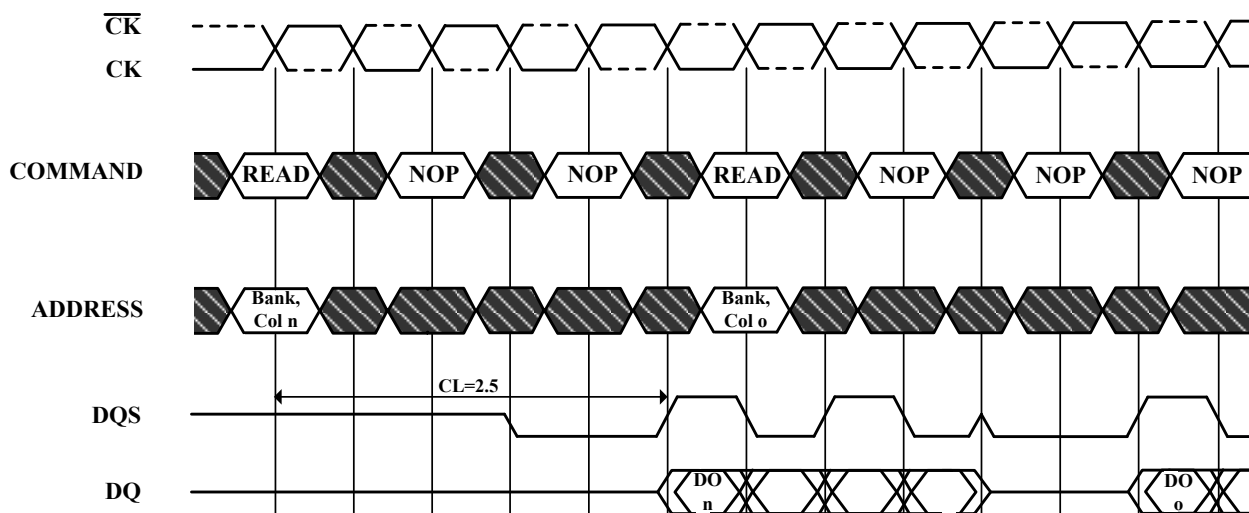 CK
CK
COMMAND READ NOP NOP READ NOP NOP NOP
ADDRESS Bank, Col n Bank, Col o
CL=2.5
DQS
DQ DO n DO o